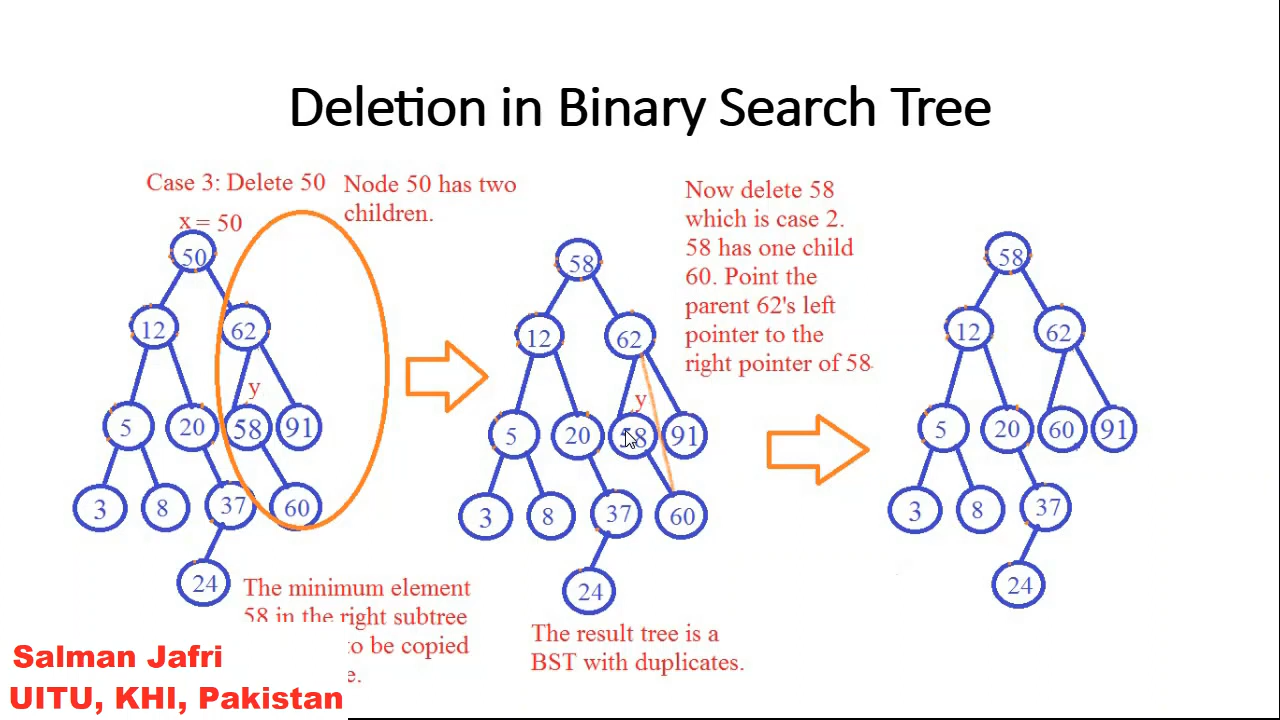 Deletion in Binary Search Tree
Case 3: Delete 50
Node 50 has two
children.
x = 50
50
12
62
y
5
20
58
91
3
8
37
60
24
The minimum element
58 in the right subtree
to be copied
e.
58
12
62
y
5
20
58
91
3
8
37
60
24
The result tree is a
BST with duplicates.
Now delete 58
which is case 2.
58 has one child
60. Point the
parent 62's left
pointer to the
right pointer of 58
58
12
62
5
20
60
91
3
8
37
24
Salman Jafri
UITU, KHI, Pakistan